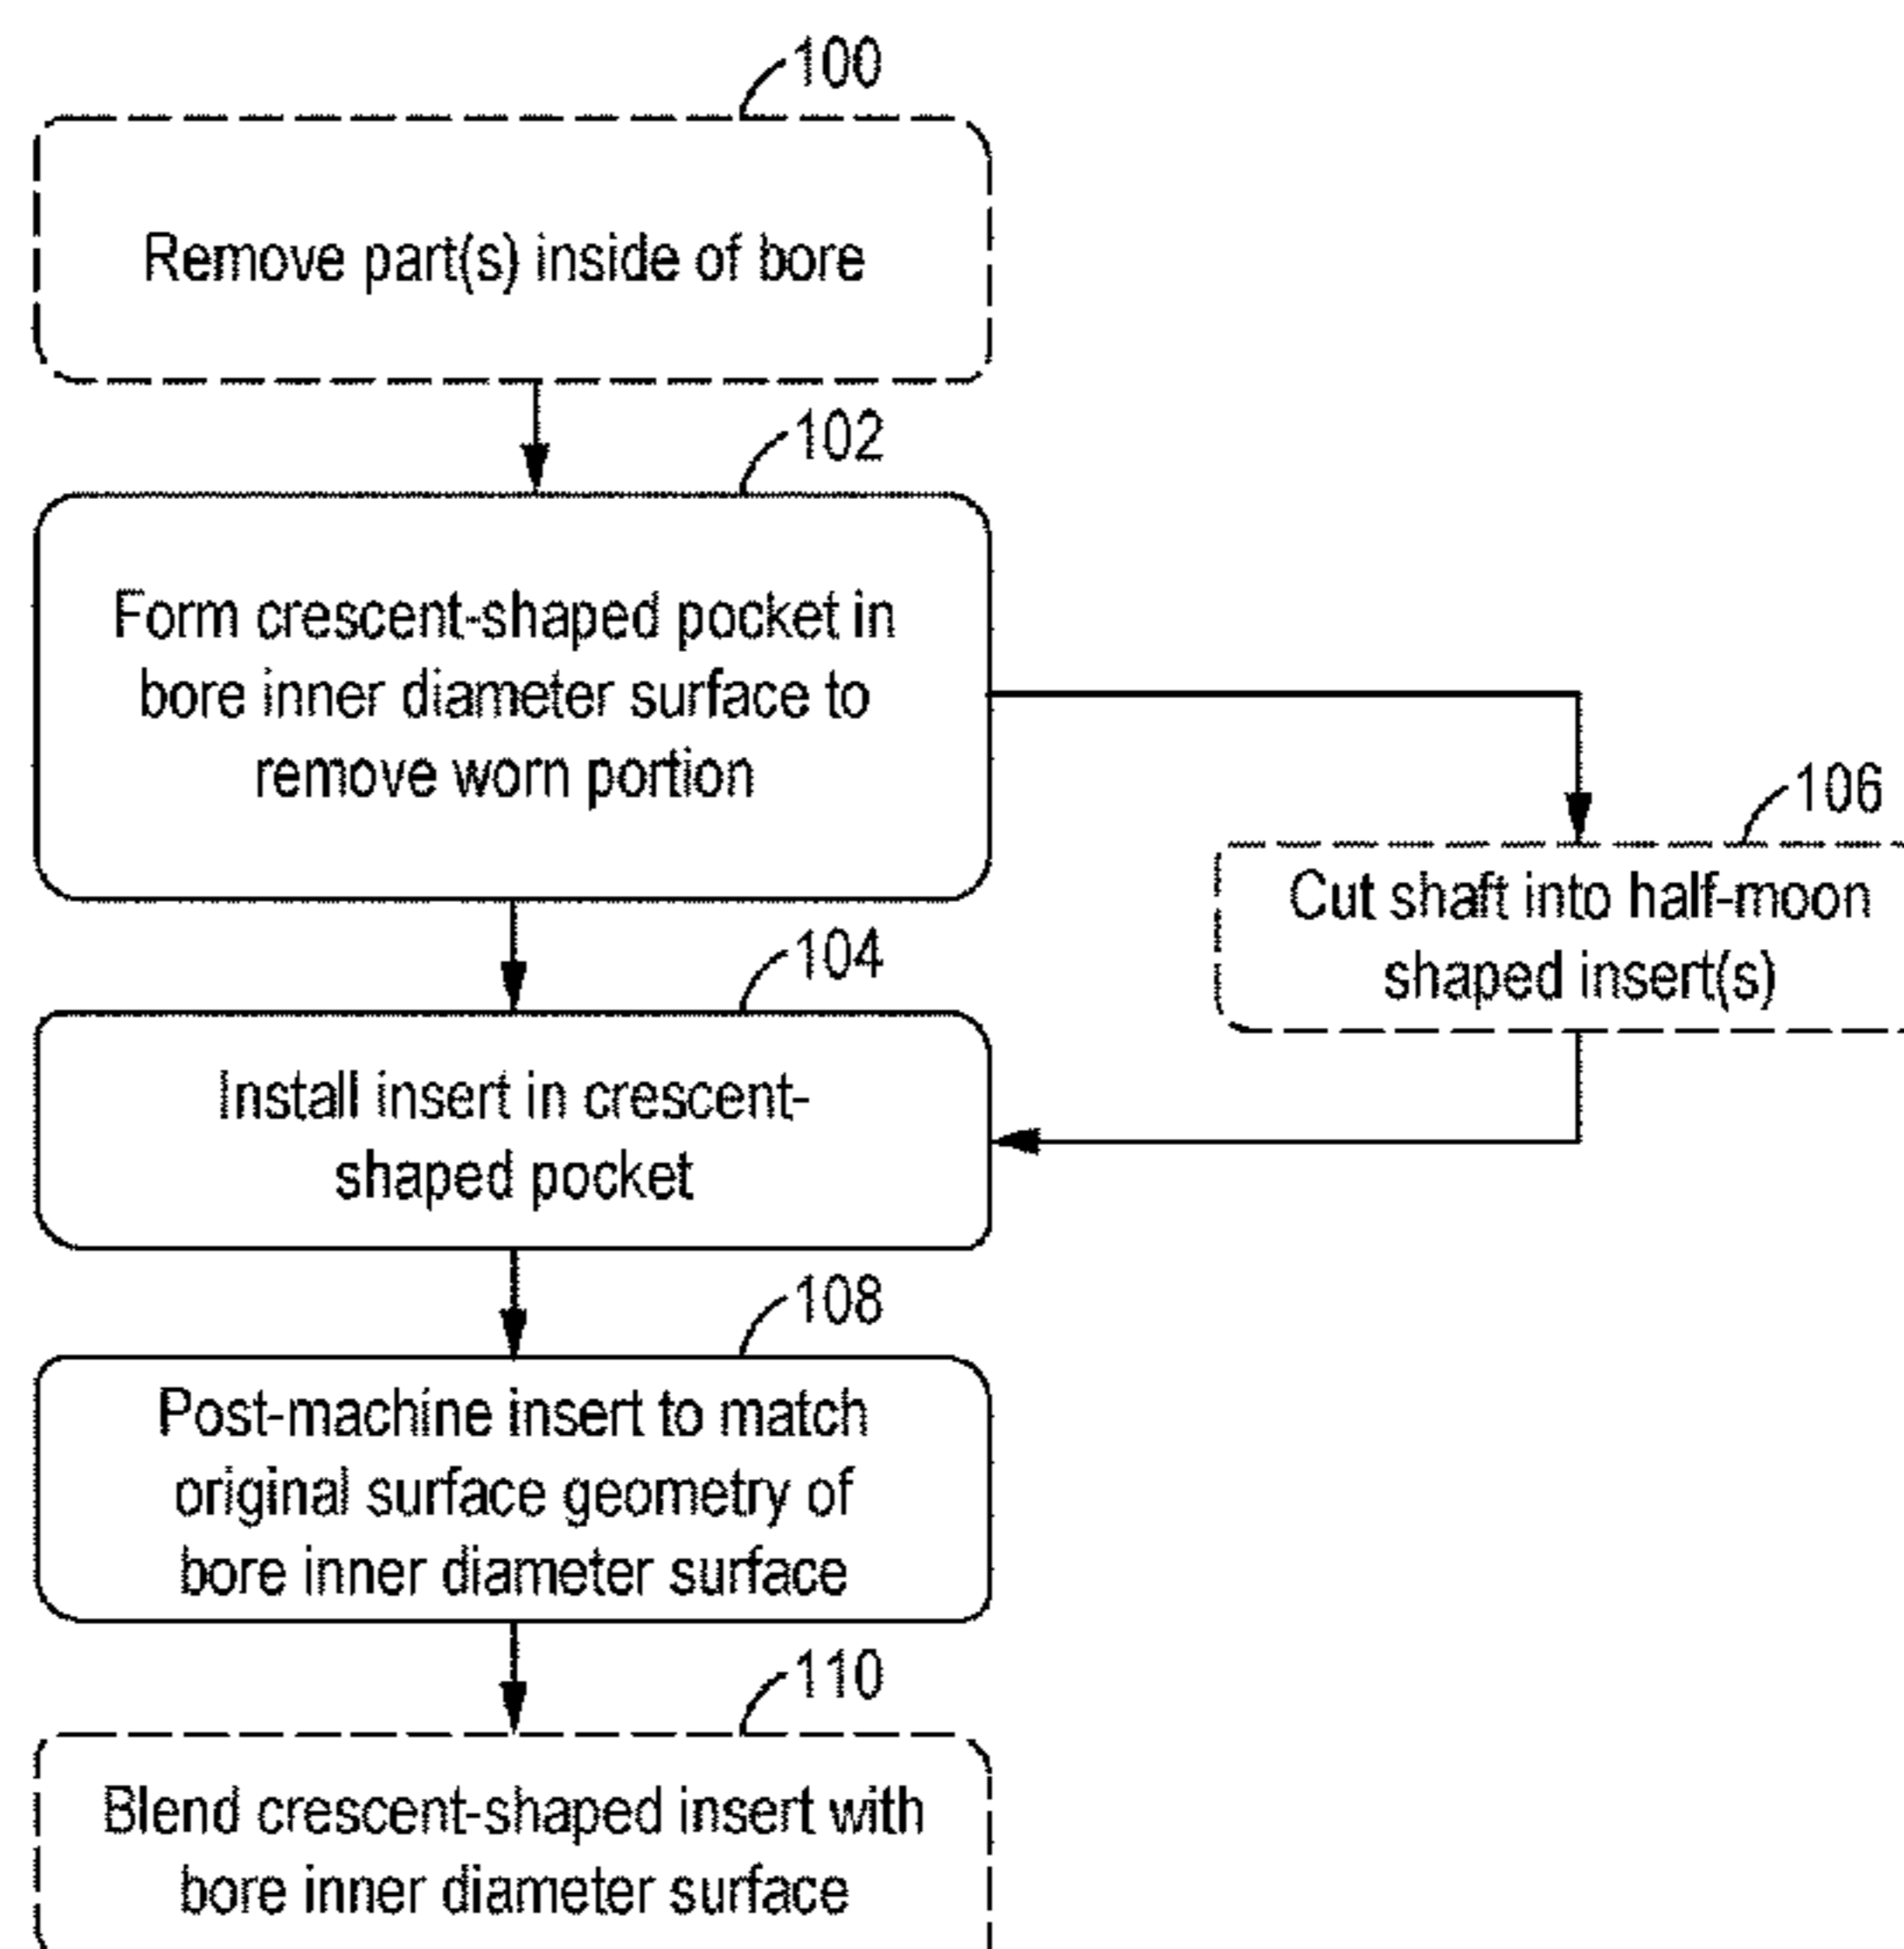 100
Remove part(s) inside of bore
102
Form crescent-shaped pocket in
bore inner diameter surface to
remove worn portion
106
Cut shaft into half-moon
shaped insert(s)
104
Install insert in crescent-
shaped pocket
108
Post-machine insert to match
original surface geometry of
bore inner diameter surface
110
Blend crescent-shaped insert with
bore inner diameter surface